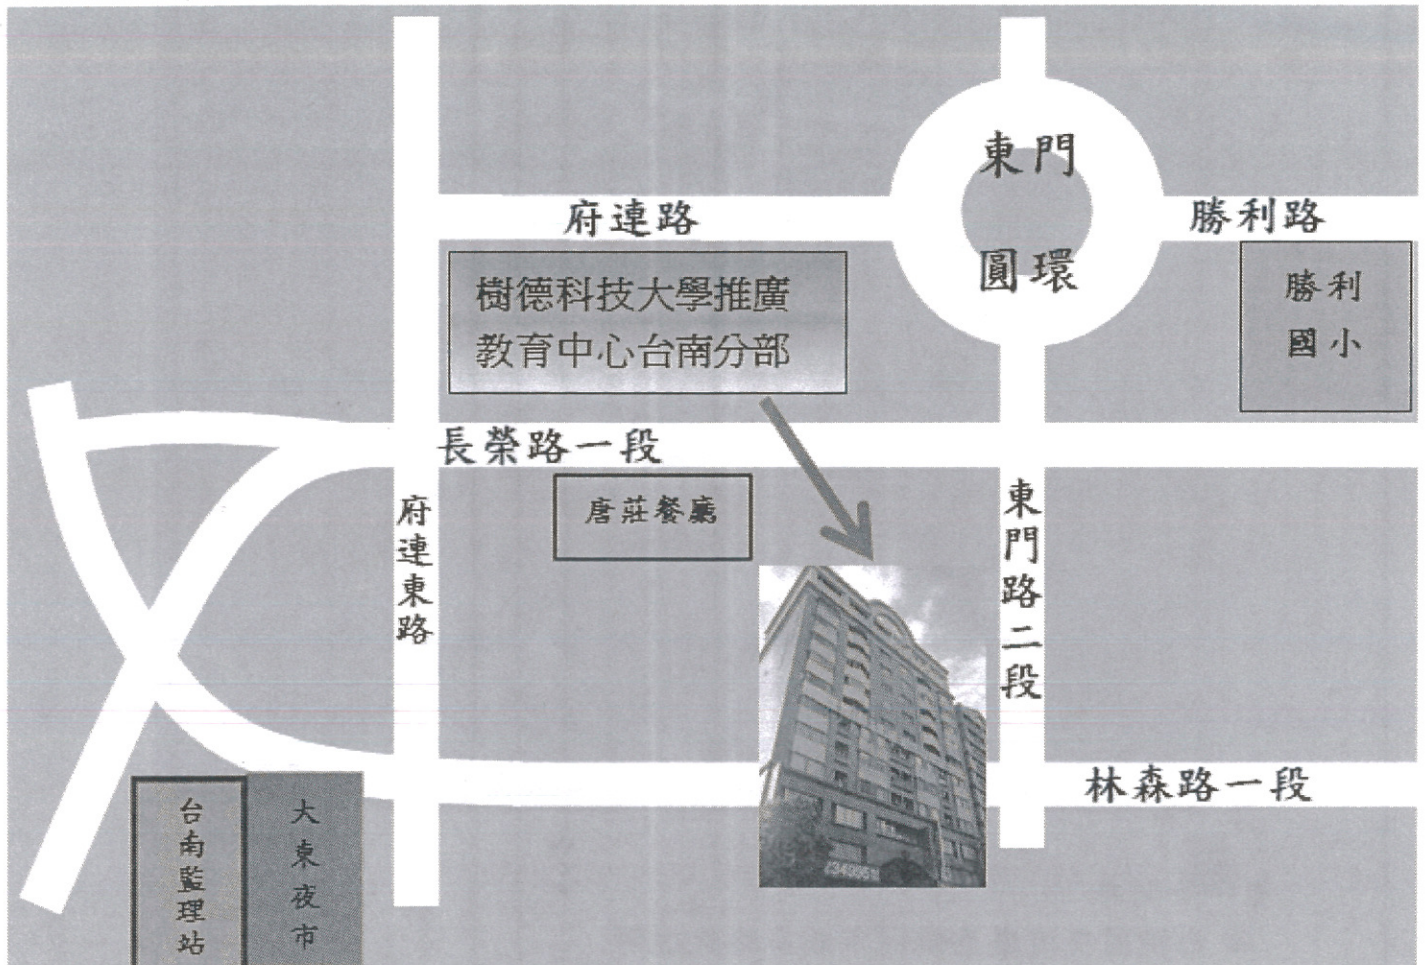 東門
圓環
府連路
勝利路
樹德科技大學推廣
教育中心台南分部
勝利
國小
長榮路一段
唐莊餐廳
府連東路
東門路二段
林森路一段
台南監理站
大東夜市